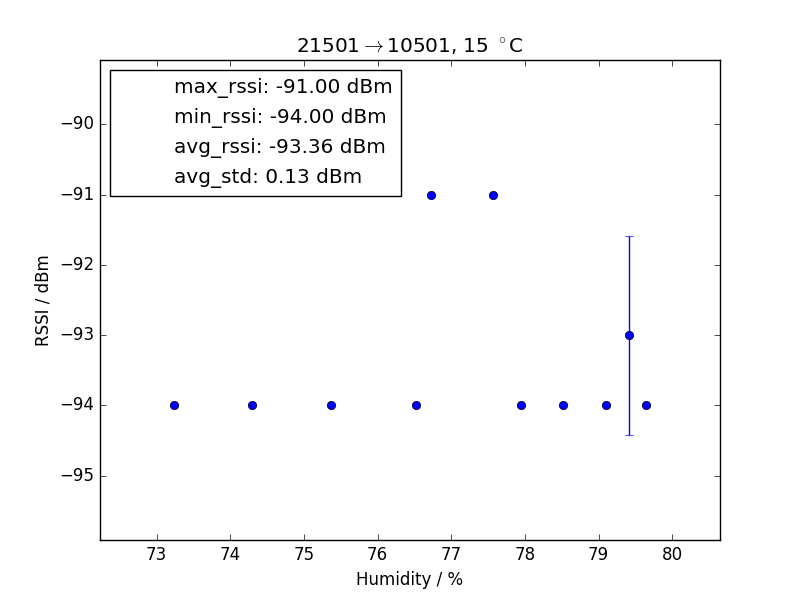 21501→10501, 15 °C
max_rssi: -91.00 dBm
min_rssi: -94.00 dBm
avg_rssi: -93.36 dBm
avg_std: 0.13 dBm
RSSI / dBm
−90
−91
−92
−93
−94
−95
73 74 75 76 77 78 79 80
Humidity / %